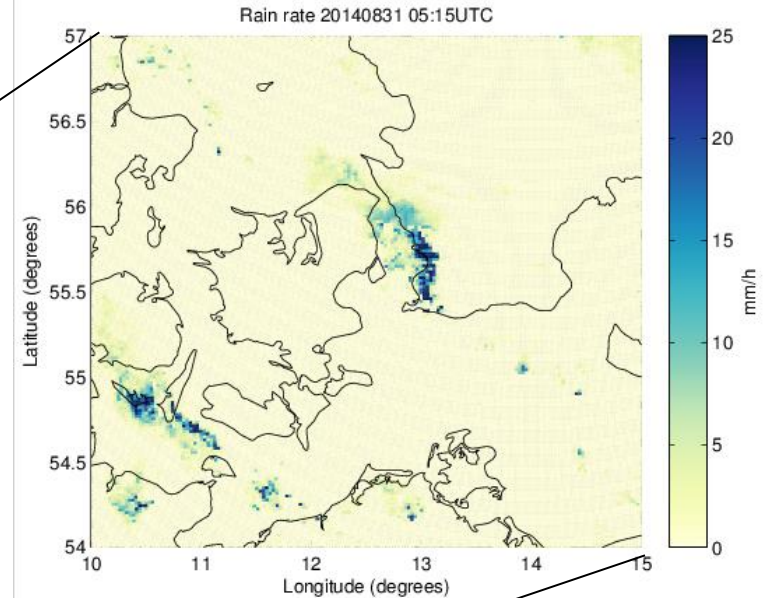 Rain rate 20140831 05:15UTC
57
56.5
56
55.5
55
54.5
54
Latitude (degrees)
10 11 12 13 14 15
Longitude (degrees)
25
20
15
10
5
0
mm/h